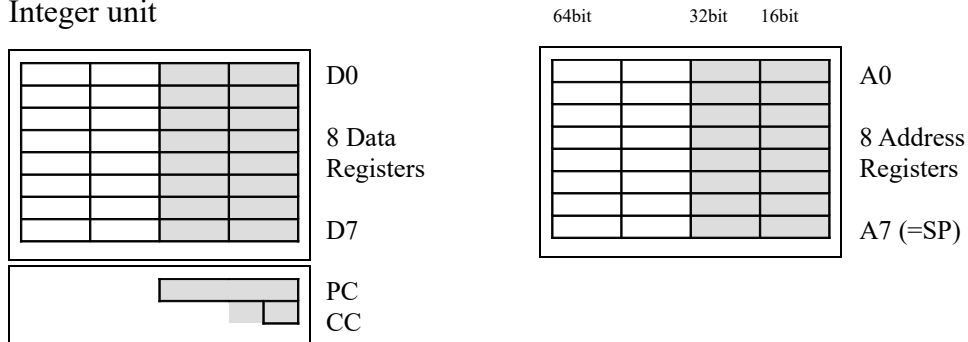 Integer unit
64bit 32bit 16bit
D0
8 Data
Registers
D7
A0
8 Address
Registers
A7 (=SP)
PC
CC